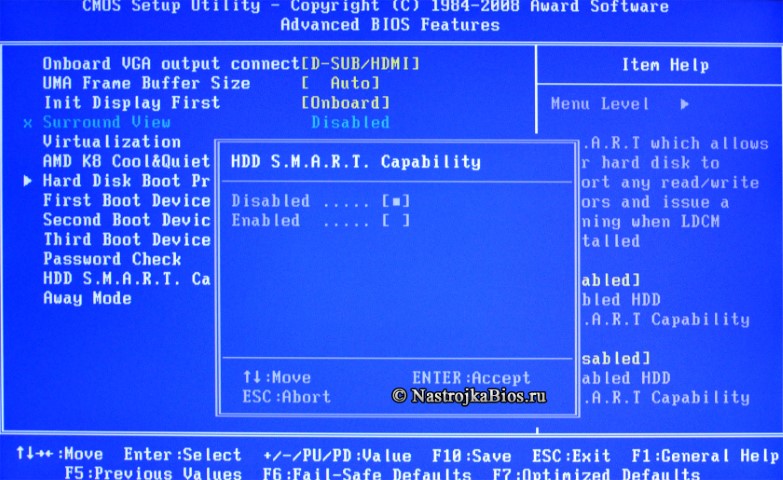 CMOS Setup Utility - Copyright (C) 1984-2008 Award Software
Advanced BIOS Features
Onboard VGA output connect[D-SUB/HDMI]
UMA Frame Buffer Size [ Auto]
Init Display First [Onboard]
x Surround View Disabled
Virtualization
AMD K8 Cool&Quiet
▶ Hard Disk Boot Pr
First Boot Device
Second Boot Devic
Third Boot Device
Password Check
HDD S.M.A.R.T. Ca
Away Mode
HDD S.M.A.R.T. Capability
Disabled ..... [■]
Enabled ..... [ ]
↑↓:Move ENTER:Accept
ESC:Abort
© NastrojkaBios.ru
Item Help
Menu Level ▶
.A.R.T which allows
r hard disk to
ort any read/write
ors and issue a
ning when LDCM
talled
abled]
bled HDD
.A.R.T Capability
sabled]
abled HDD
.A.R.T Capability
↑↓→←:Move Enter:Select +/-/PU/PD:Value F10:Save ESC:Exit F1:General Help
F5:Previous Values F6:Fail-Safe Defaults F7:Optimized Defaults